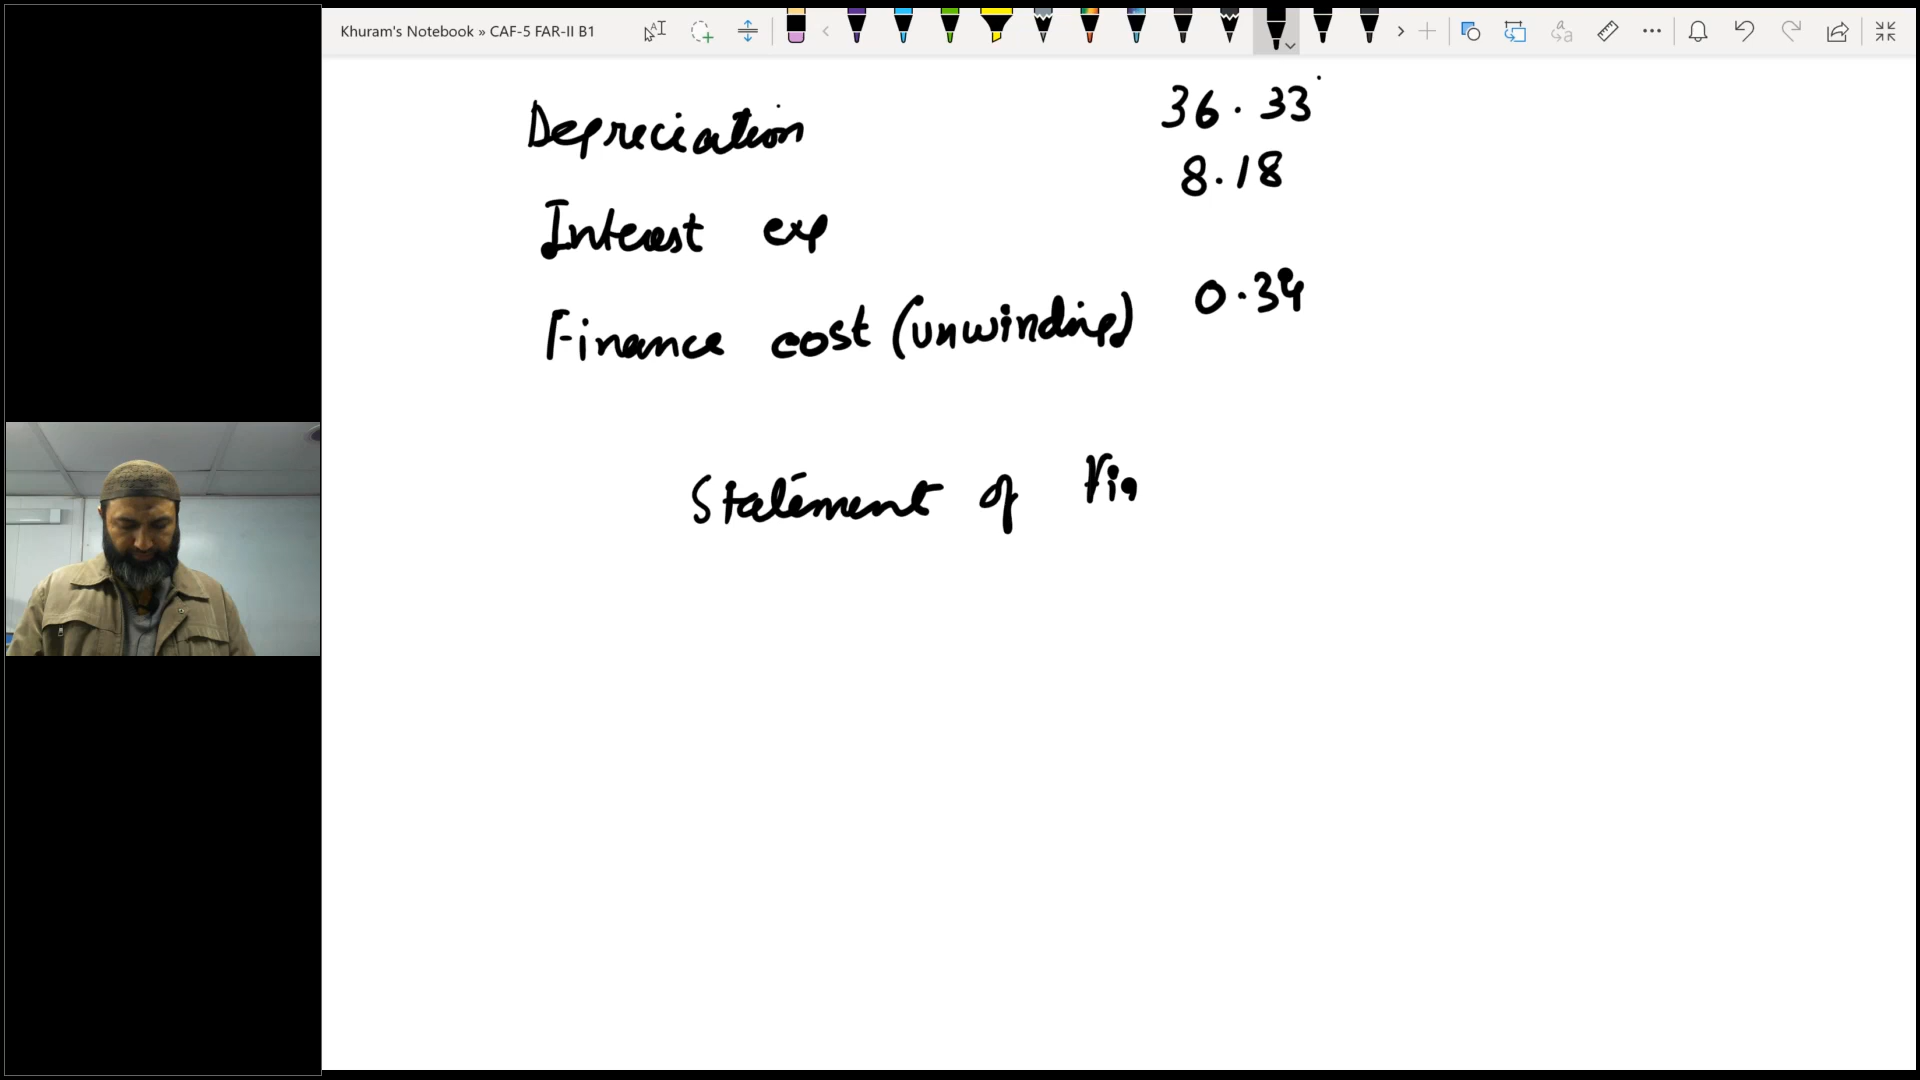 Khuram's Notebook » CAF-5 FAR-II B1
Depreciation 36.33
Interest exp 8.18
Finance cost (unwinding) 0.34
Statement of Fin